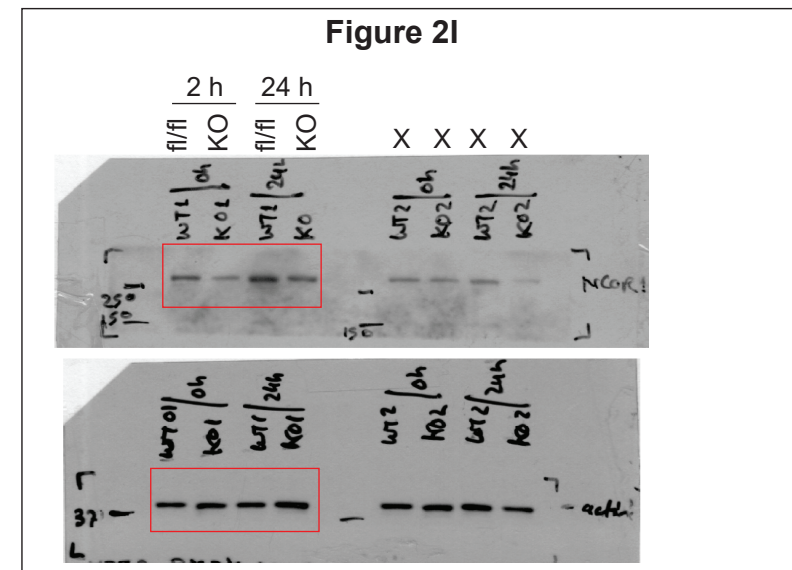 Figure 2I
2 h 24 h
fl/fl KO fl/fl KO X X X X
0h 24h 0h 24h
WT1 KO1 WT1 KO WT2 KO2 WT2 KO2
NCOR1
250
150 150
0h 24h 0h 24h
KO1 WT1 KO1 WT2 KO2 WT2 KO2
37 - actin